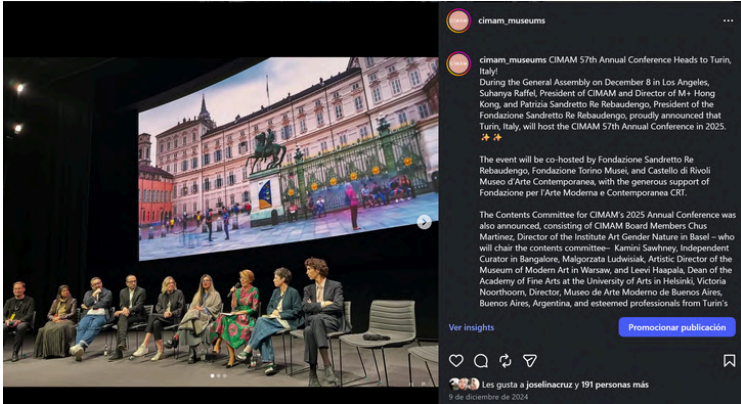 cimam_museums
cimam_museums CIMAM 57th Annual Conference Heads to Turin,
Italy!
During the General Assembly on December 8 in Los Angeles,
Suhanya Raffel, President of CIMAM and Director of M+ Hong
Kong, and Patrizia Sandretto Re Rebaudengo, President of the
Fondazione Sandretto Re Rebaudengo, proudly announced that
Turin, Italy, will host the CIMAM 57th Annual Conference in 2025.
✨✨
The event will be co-hosted by Fondazione Sandretto Re
Rebaudengo, Fondazione Torino Musei, and Castello di Rivoli
Museo d'Arte Contemporanea, with the generous support of
Fondazione per l'Arte Moderna e Contemporanea CRT.
The Contents Committee for CIMAM's 2025 Annual Conference was
also announced, consisting of CIMAM Board Members Chus
Martinez, Director of the Institute Art Gender Nature in Basel – who
will chair the contents committee– Kamini Sawhney, Independent
Curator in Bangalore, Malgorzata Ludwisiak, Artistic Director of the
Museum of Modern Art in Warsaw, and Leevi Haapala, Dean of the
Academy of Fine Arts at the University of Arts in Helsinki, Victoria
Noorthoorn, Director, Museo de Arte Moderno de Buenos Aires,
Buenos Aires, Argentina, and esteemed professionals from Turin's
Ver insights
Promocionar publicación
Les gusta a joselinacruz y 191 personas más
9 de diciembre de 2024